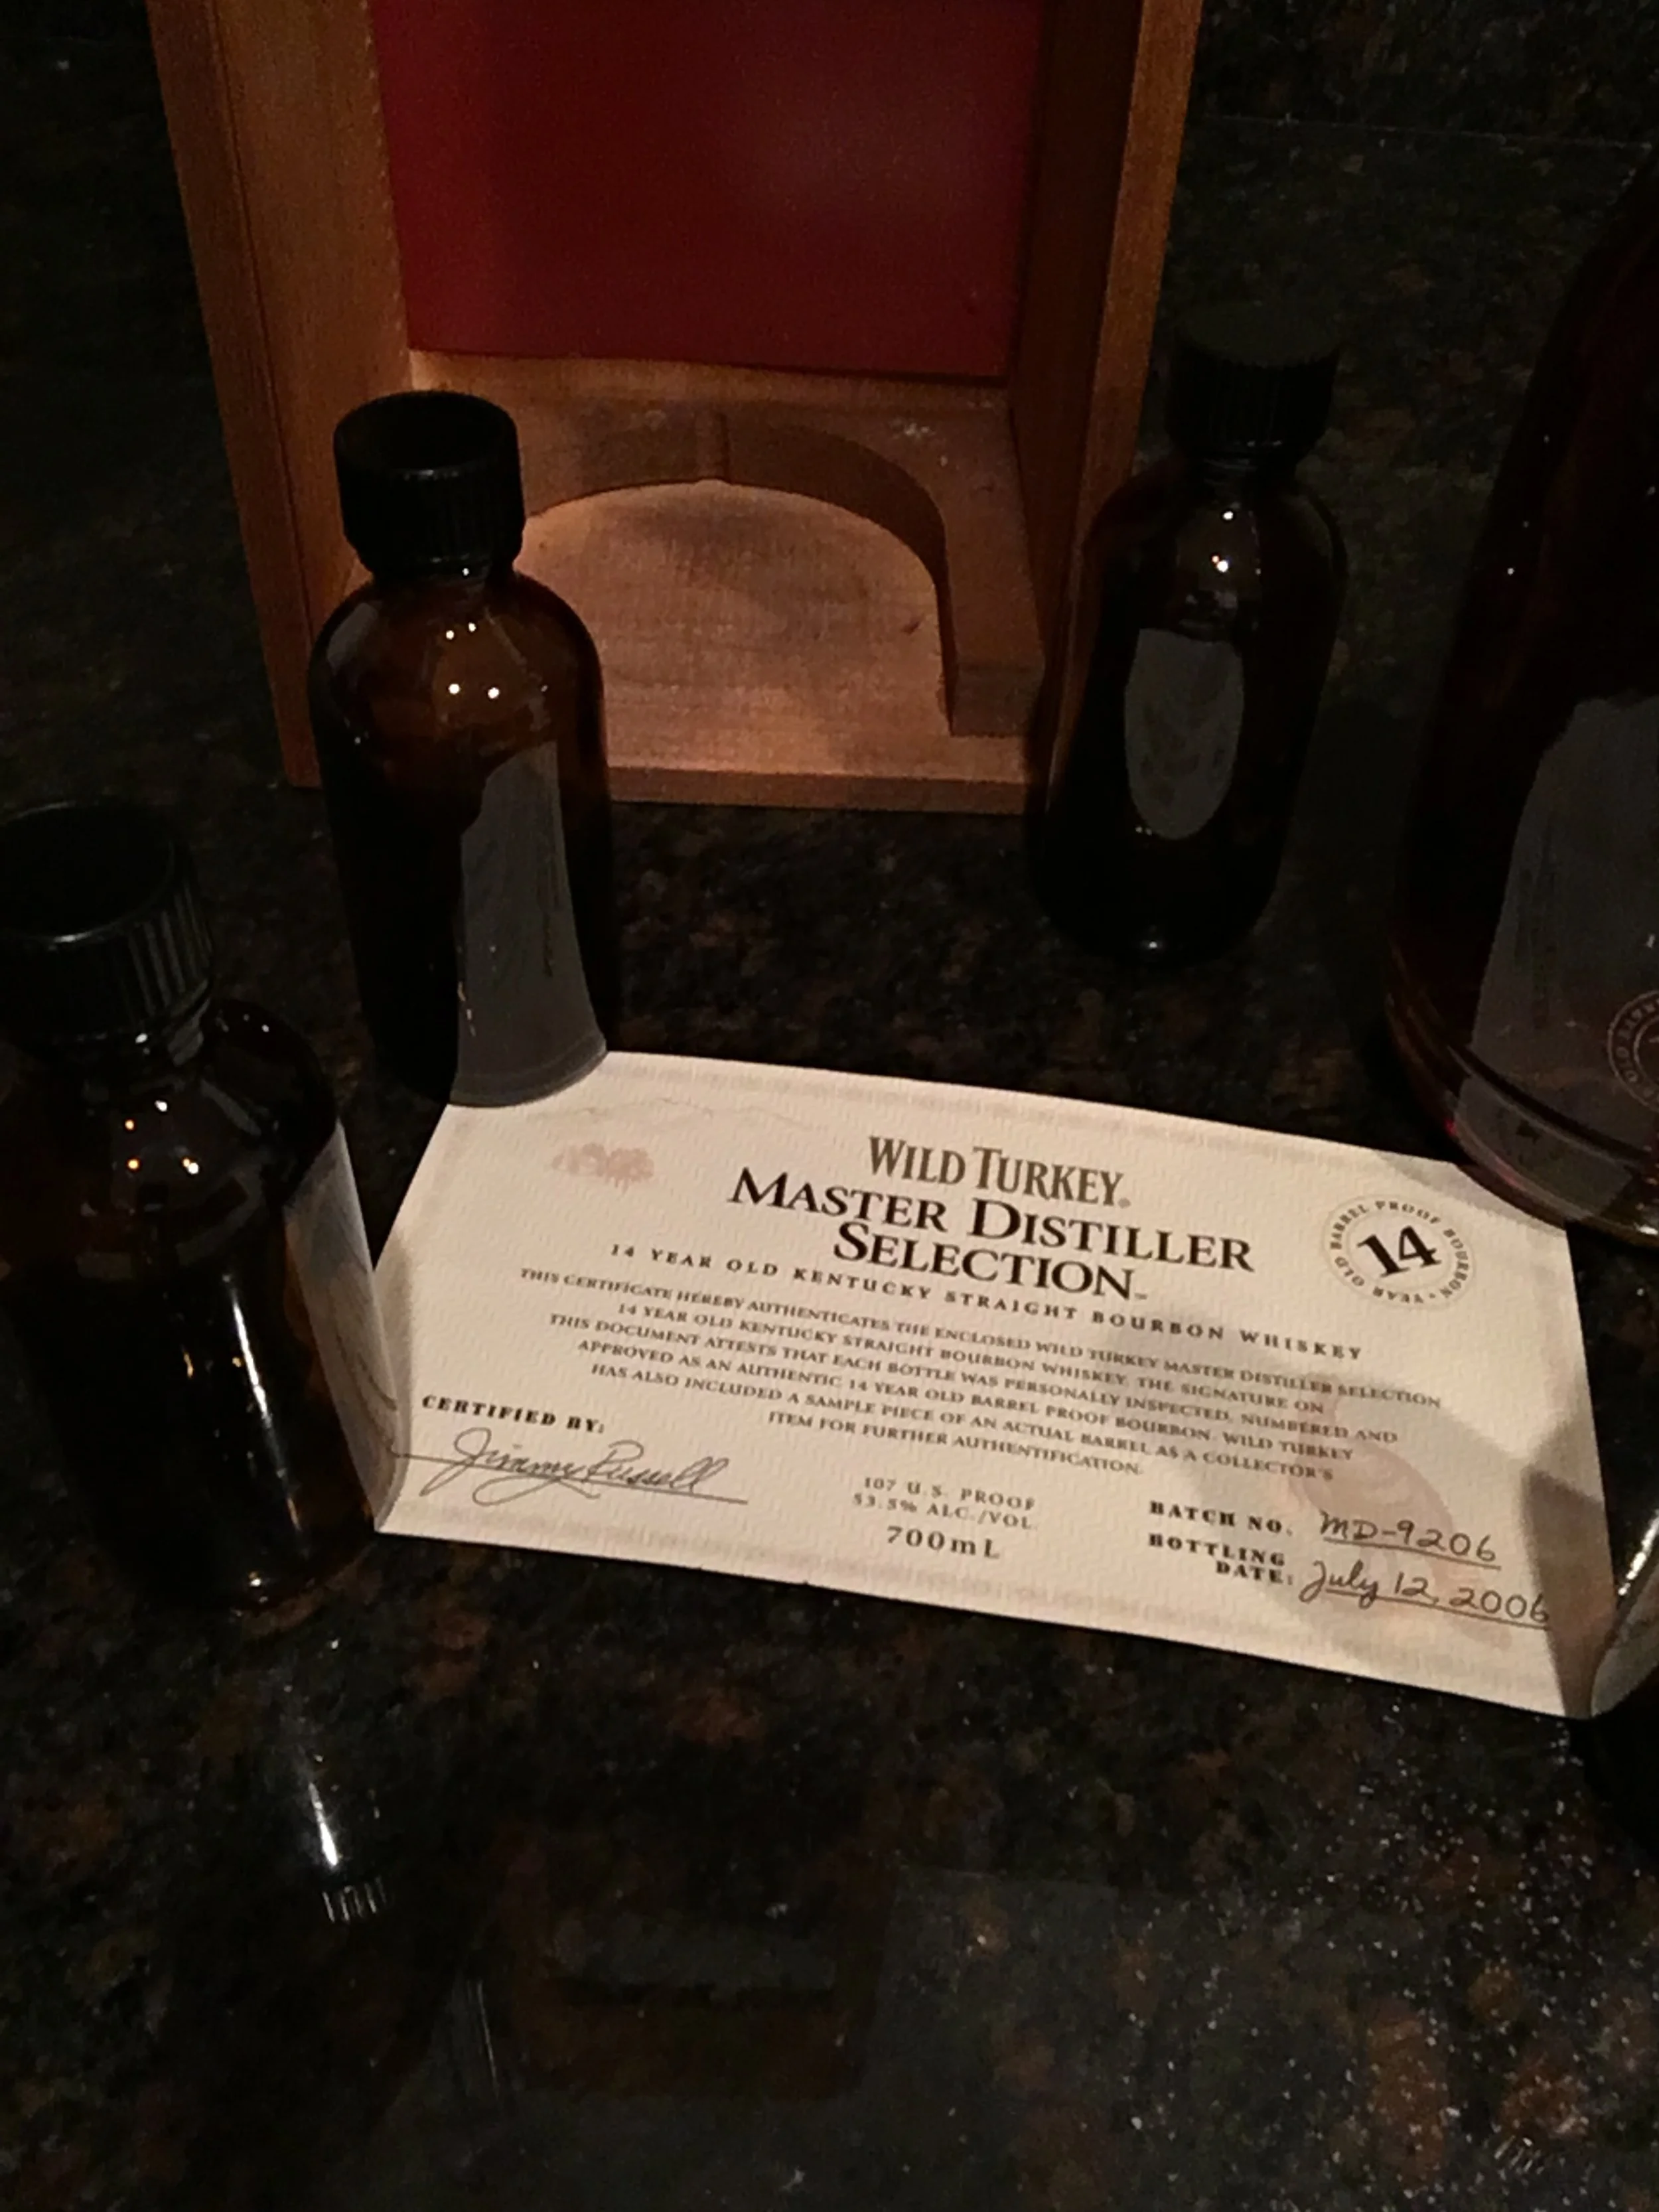 WILD TURKEY®
MASTER DISTILLER
SELECTION™
14 YEAR OLD KENTUCKY STRAIGHT BOURBON WHISKEY
14 YEAR OLD BARREL PROOF BOURBON
THIS CERTIFICATE HEREBY AUTHENTICATES THE ENCLOSED WILD TURKEY MASTER DISTILLER SELECTION
14 YEAR OLD KENTUCKY STRAIGHT BOURBON WHISKEY. THE SIGNATURE ON
THIS DOCUMENT ATTESTS THAT EACH BOTTLE WAS PERSONALLY INSPECTED, NUMBERED AND
APPROVED AS AN AUTHENTIC 14 YEAR OLD BARREL PROOF BOURBON. WILD TURKEY
HAS ALSO INCLUDED A SAMPLE PIECE OF AN ACTUAL BARREL AS A COLLECTOR'S
ITEM FOR FURTHER AUTHENTIFICATION.
CERTIFIED BY:
Jimmy Russell
107 U.S. PROOF
53.5% ALC./VOL.
700mL
BATCH NO. MD-9206
BOTTLING
DATE: July 12, 2006